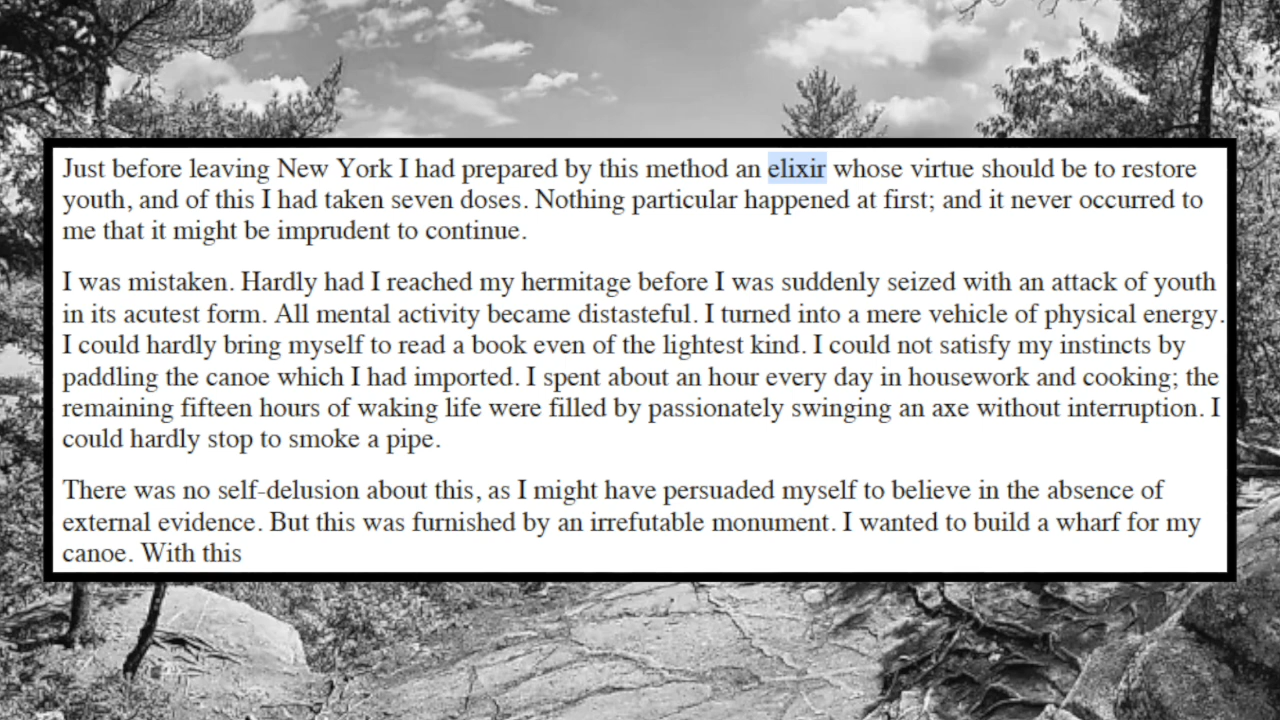 Just before leaving New York I had prepared by this method an elixir whose virtue should be to restore
youth, and of this I had taken seven doses. Nothing particular happened at first; and it never occurred to
me that it might be imprudent to continue.
I was mistaken. Hardly had I reached my hermitage before I was suddenly seized with an attack of youth
in its acutest form. All mental activity became distasteful. I turned into a mere vehicle of physical energy.
I could hardly bring myself to read a book even of the lightest kind. I could not satisfy my instincts by
paddling the canoe which I had imported. I spent about an hour every day in housework and cooking; the
remaining fifteen hours of waking life were filled by passionately swinging an axe without interruption. I
could hardly stop to smoke a pipe.
There was no self-delusion about this, as I might have persuaded myself to believe in the absence of
external evidence. But this was furnished by an irrefutable monument. I wanted to build a wharf for my
canoe. With this